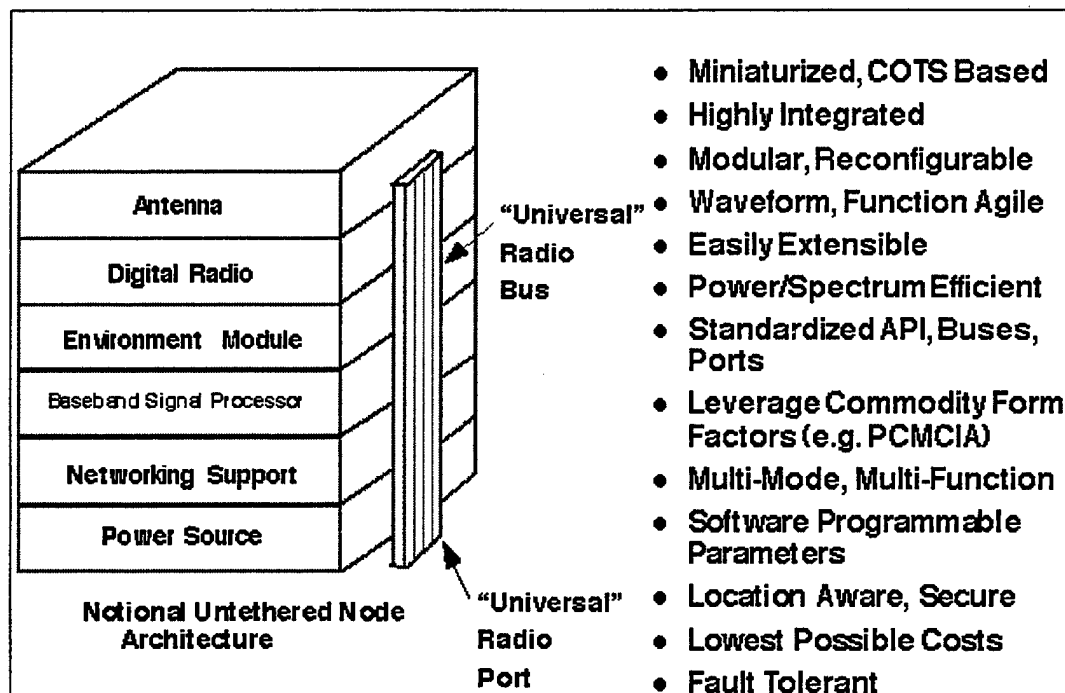 Antenna
Digital Radio
Environment Module
Baseband Signal Processor
Networking Support
Power Source
Notional Untethered Node
Architecture
"Universal"
Radio
Bus
"Universal"
Radio
Port
• Miniaturized, COTS Based
• Highly Integrated
• Modular, Reconfigurable
• Waveform, Function Agile
• Easily Extensible
• Power/Spectrum Efficient
• Standardized API, Buses,
Ports
• Leverage Commodity Form
Factors (e.g. PCMCIA)
• Multi-Mode, Multi-Function
• Software Programmable
Parameters
• Location Aware, Secure
• Lowest Possible Costs
• Fault Tolerant